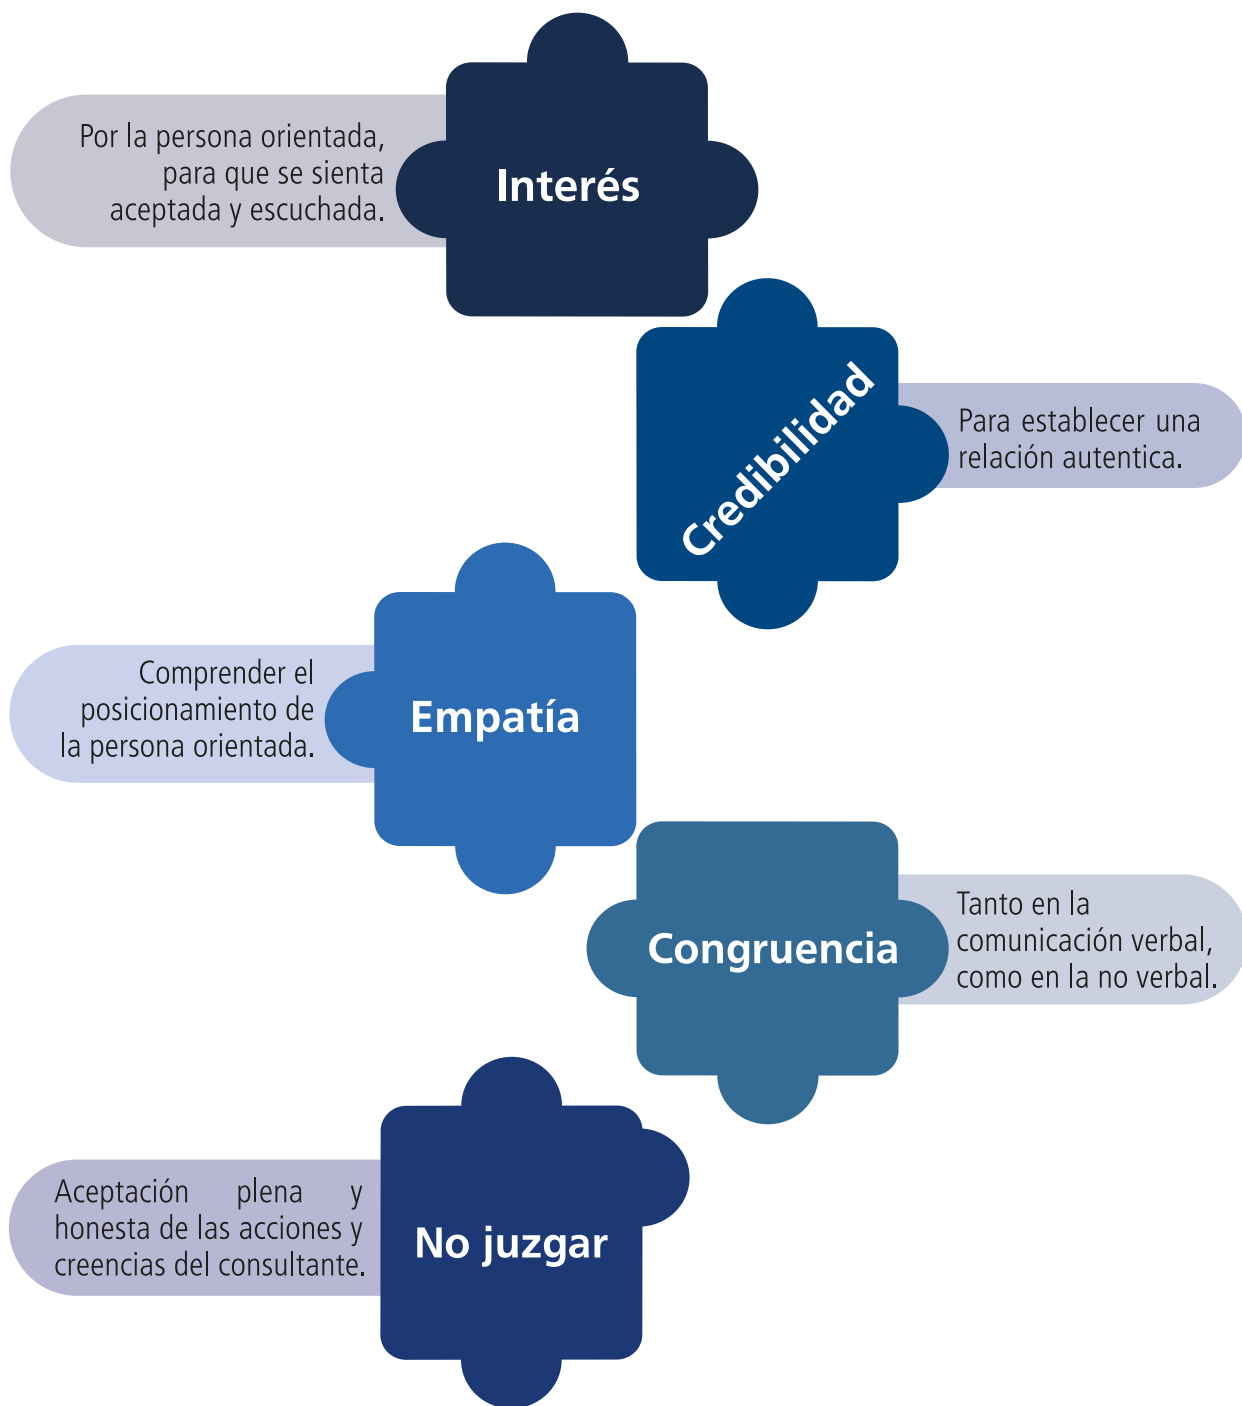 Por la persona orientada,
para que se sienta
aceptada y escuchada.
Interés
Credibilidad
Para establecer una
relación autentica.
Comprender el
posicionamiento de
la persona orientada.
Empatía
Congruencia
Tanto en la
comunicación verbal,
como en la no verbal.
Aceptación plena y
honesta de las acciones y
creencias del consultante.
No juzgar